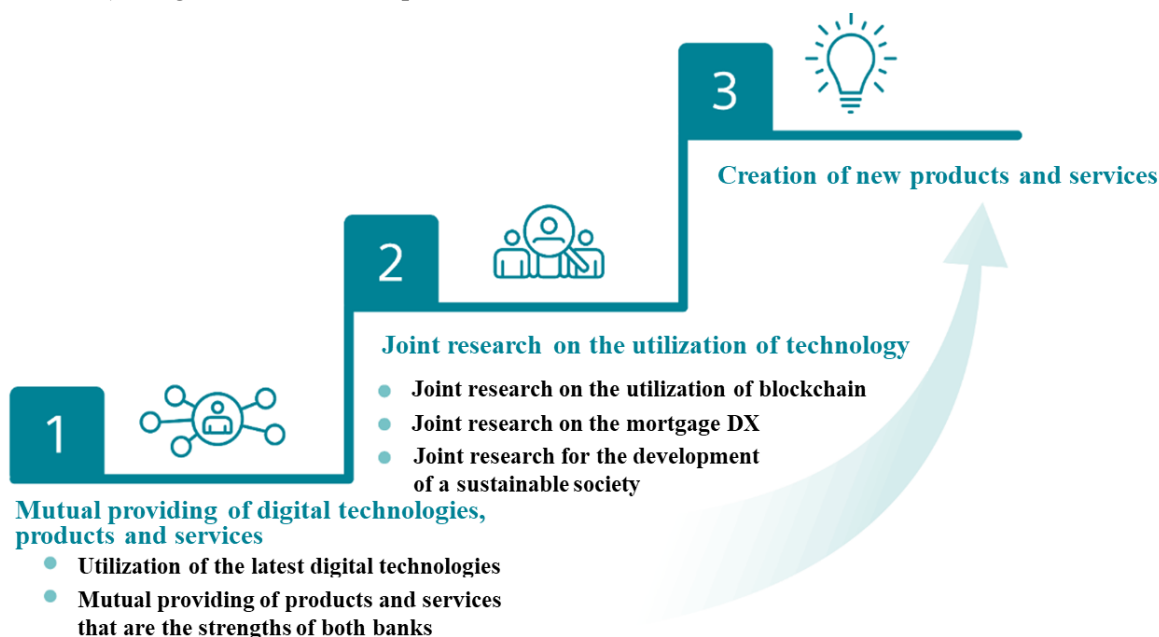 3
Creation of new products and services
2
Joint research on the utilization of technology
Joint research on the utilization of blockchain
Joint research on the mortgage DX
Joint research for the development
of a sustainable society
1
Mutual providing of digital technologies,
products and services
Utilization of the latest digital technologies
Mutual providing of products and services
that are the strengths of both banks